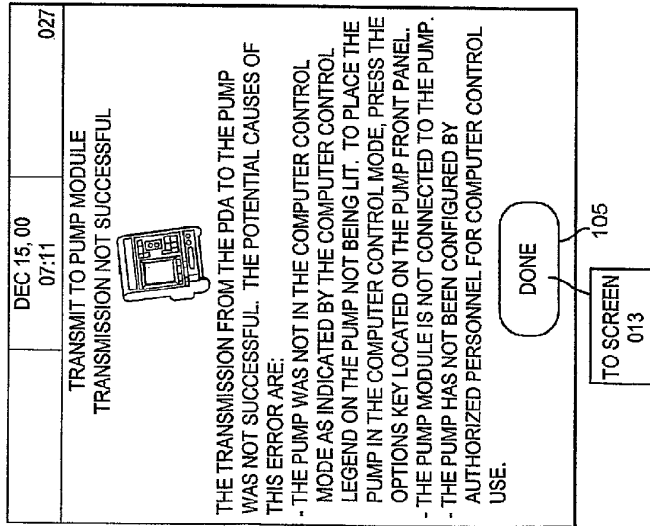 DEC 15, 00
07:11
027
TRANSMIT TO PUMP MODULE
TRANSMISSION NOT SUCCESSFUL
THE TRANSMISSION FROM THE PDA TO THE PUMP
WAS NOT SUCCESSFUL. THE POTENTIAL CAUSES OF
THIS ERROR ARE:
- THE PUMP WAS NOT IN THE COMPUTER CONTROL
MODE AS INDICATED BY THE COMPUTER CONTROL
LEGEND ON THE PUMP NOT BEING LIT. TO PLACE THE
PUMP IN THE COMPUTER CONTROL MODE, PRESS THE
OPTIONS KEY LOCATED ON THE PUMP FRONT PANEL.
- THE PUMP MODULE IS NOT CONNECTED TO THE PUMP.
- THE PUMP HAS NOT BEEN CONFIGURED BY
AUTHORIZED PERSONNEL FOR COMPUTER CONTROL
USE.
DONE
105
TO SCREEN
013